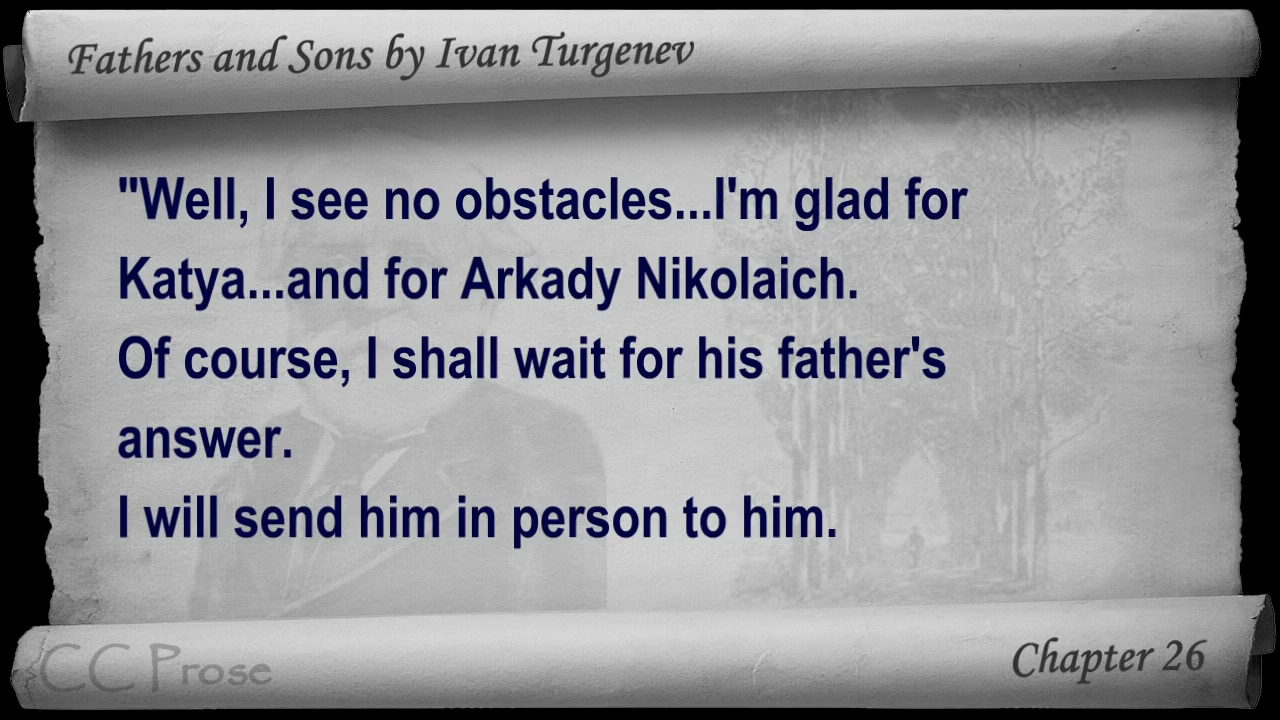 Fathers and Sons by Ivan Turgenev
"Well, I see no obstacles...I'm glad for
Katya...and for Arkady Nikolaich.
Of course, I shall wait for his father's
answer.
I will send him in person to him.
CC Prose
Chapter 26